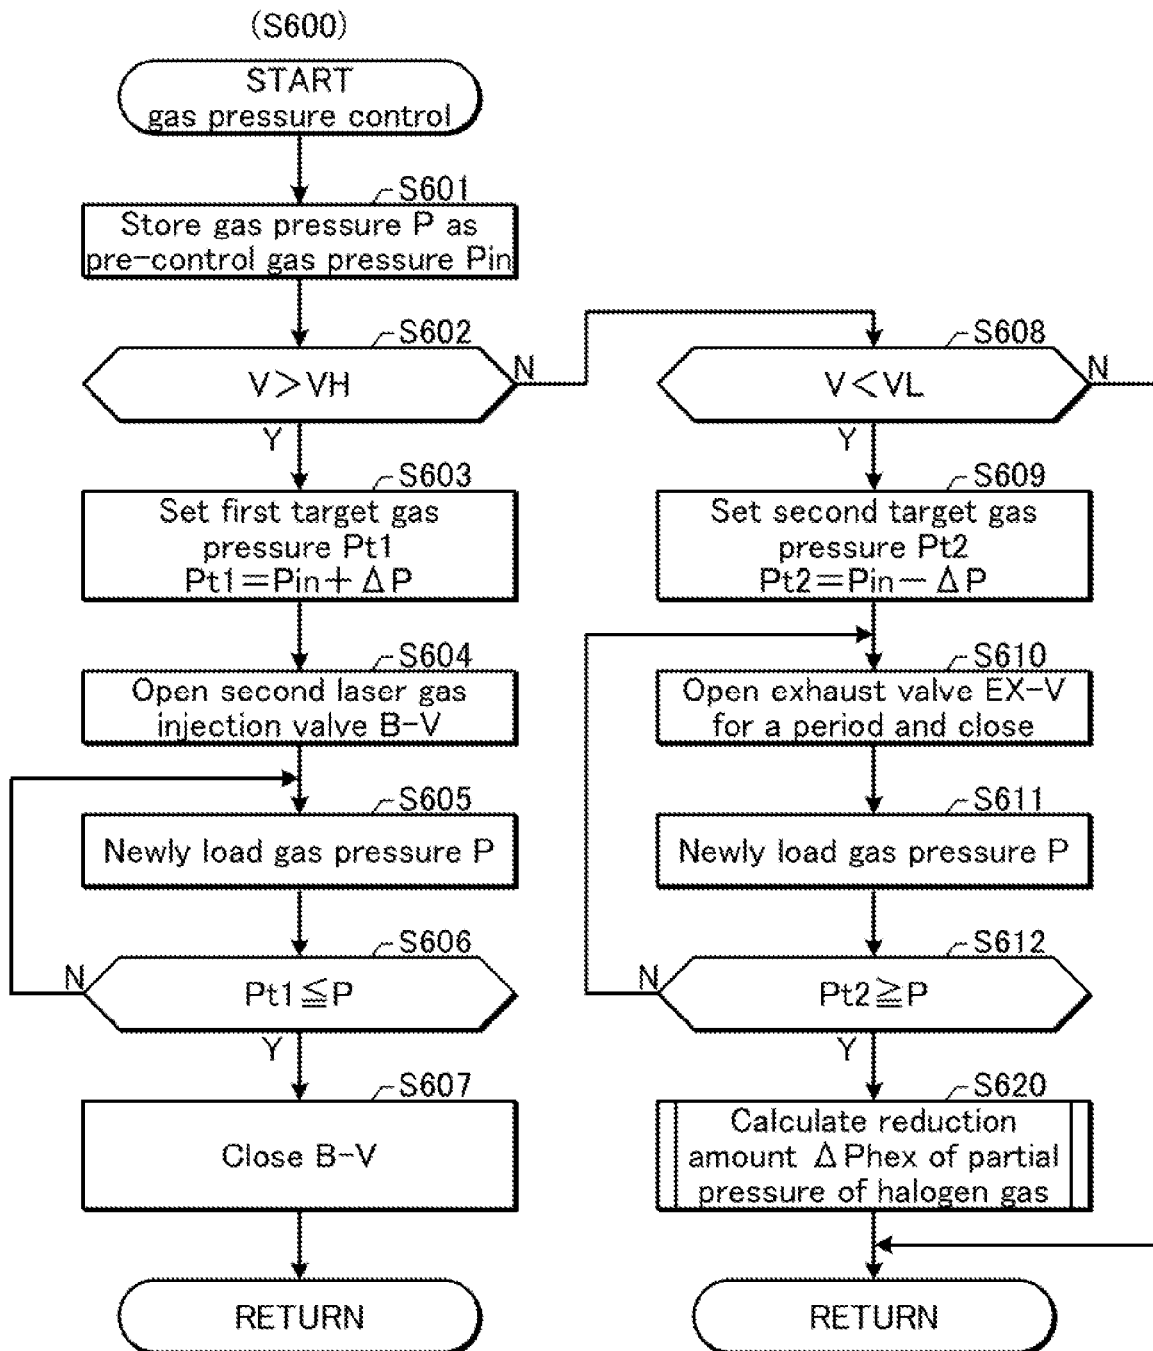 (S600)
START
gas pressure control
S601
Store gas pressure P as
pre-control gas pressure Pin
S602
V>VH
N
Y
S603
Set first target gas
pressure Pt1
Pt1=Pin+ΔP
S604
Open second laser gas
injection valve B-V
S605
Newly load gas pressure P
S606
Pt1≦P
N
Y
S607
Close B-V
RETURN
S608
V<VL
N
Y
S609
Set second target gas
pressure Pt2
Pt2=Pin-ΔP
S610
Open exhaust valve EX-V
for a period and close
S611
Newly load gas pressure P
S612
Pt2≧P
N
Y
S620
Calculate reduction
amount ΔPhex of partial
pressure of halogen gas
RETURN